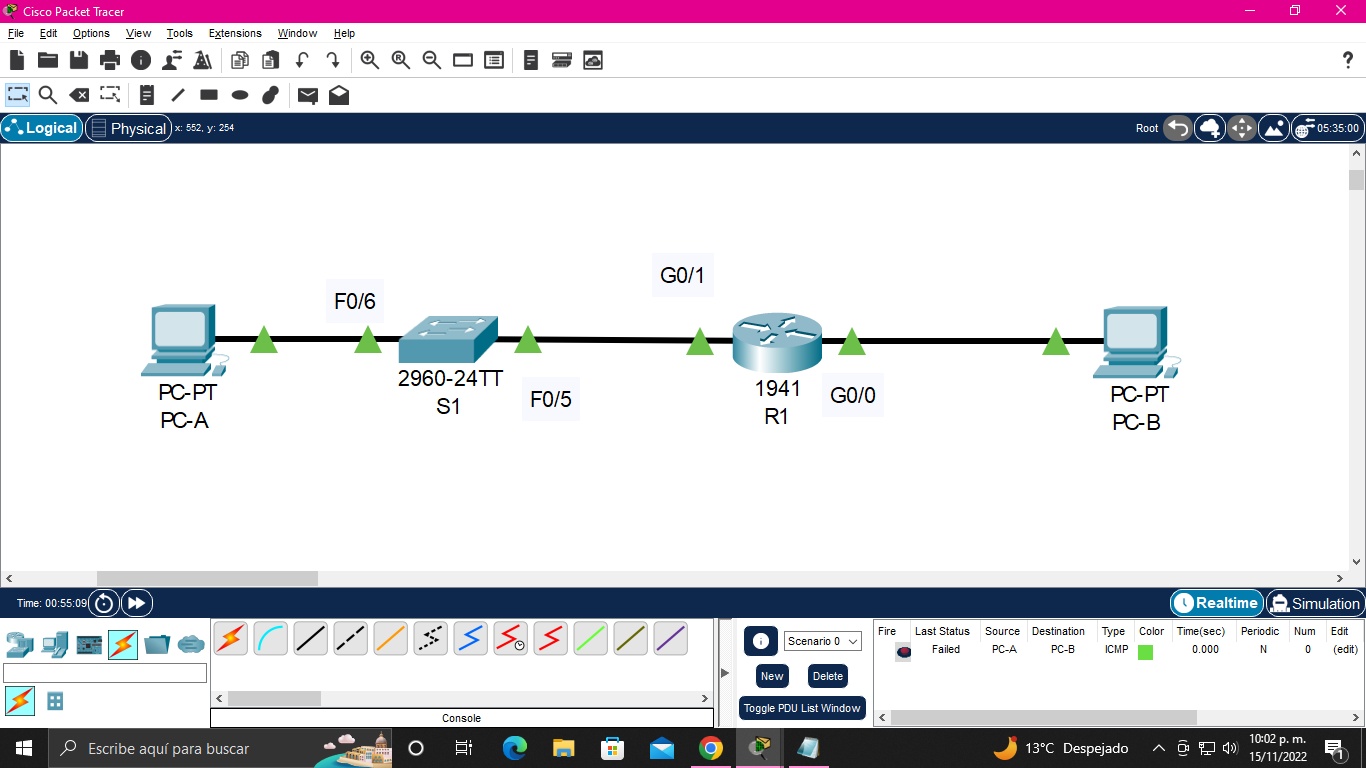 Cisco Packet Tracer
File Edit Options View Tools Extensions Window Help
?
Logical Physical x: 552, y: 254 Root 05:35:00
G0/1
F0/6
2960-24TT
S1
F0/5
1941
R1
G0/0
PC-PT
PC-A
PC-PT
PC-B
Time: 00:55:09 Realtime Simulation
Scenario 0
New Delete
Toggle PDU List Window
Fire Last Status Source Destination Type Color Time(sec) Periodic Num Edit
Failed PC-A PC-B ICMP 0.000 N 0 (edit)
Console
Escribe aquí para buscar
13°C Despejado
10:02 p. m.
15/11/2022
1